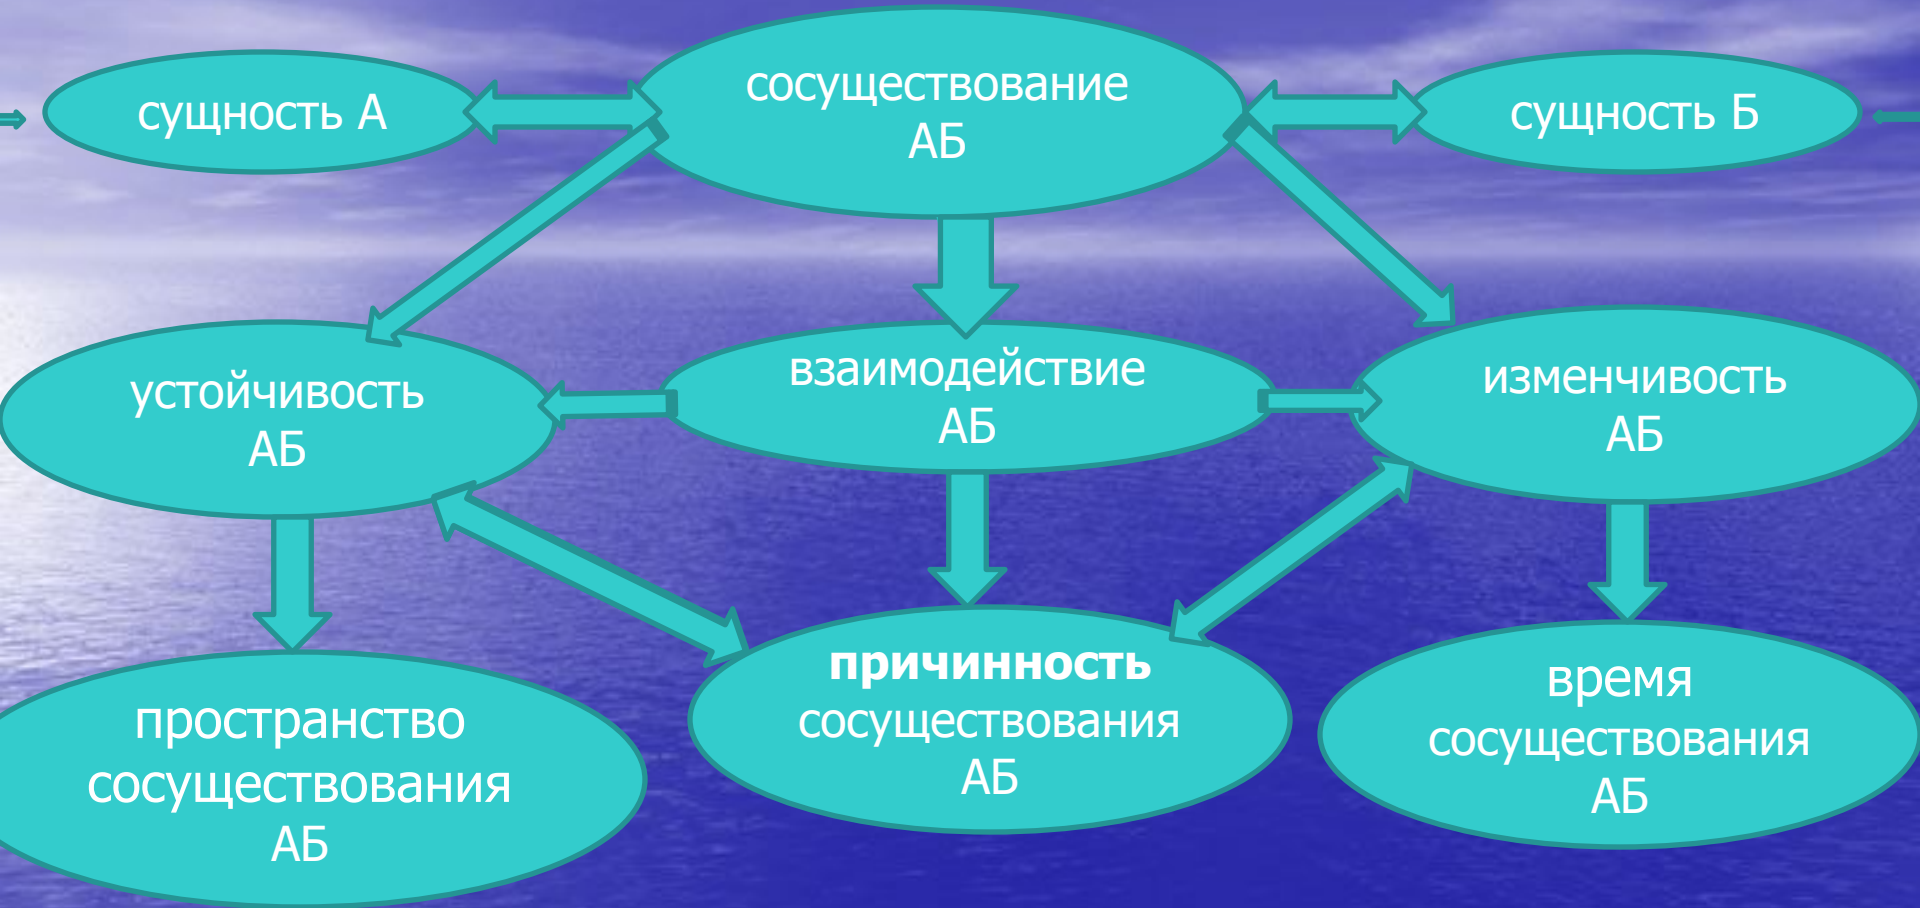 сущность А
сосуществование
АБ
сущность Б
устойчивость
АБ
взаимодействие
АБ
изменчивость
АБ
пространство
сосуществования
АБ
причинность
сосуществования
АБ
время
сосуществования
АБ